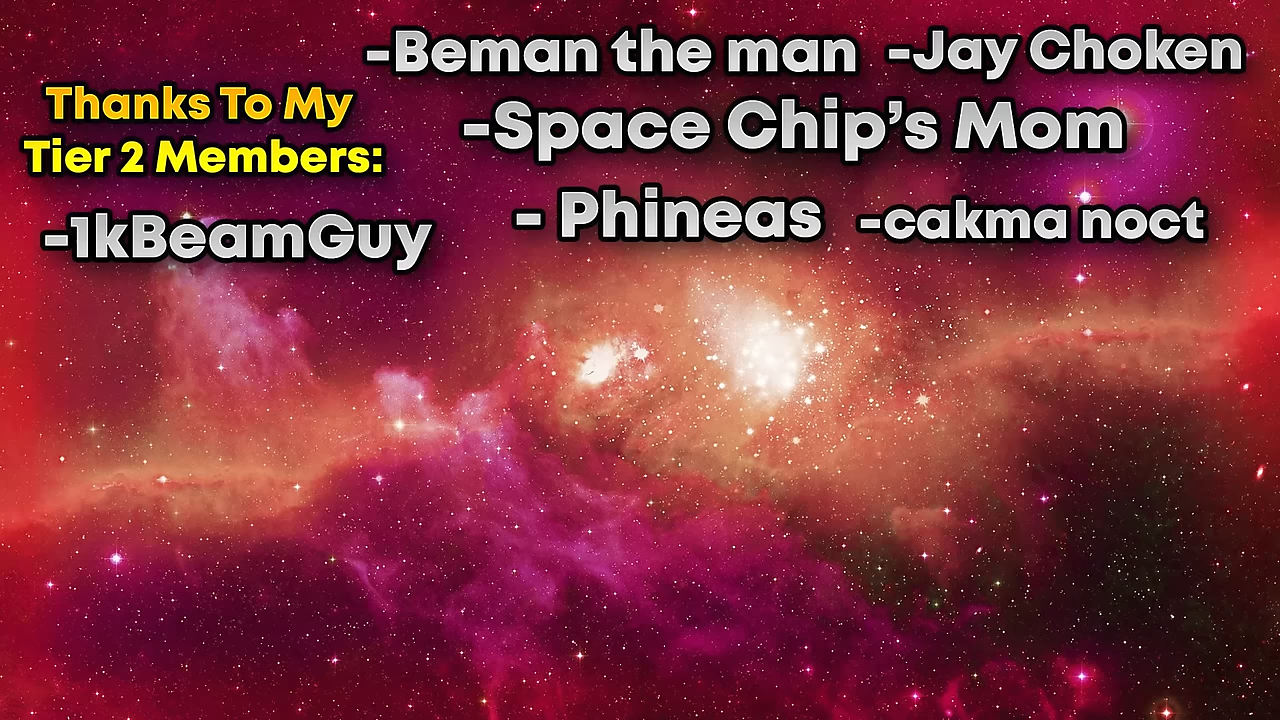 Thanks To My
Tier 2 Members:
-1kBeamGuy
-Beman the man -Jay Choken
-Space Chip’s Mom
- Phineas -cakma noct